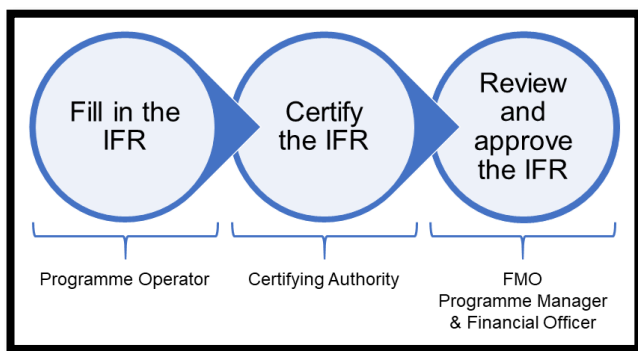 Fill in the
IFR
Certify
the IFR
Review
and
approve
the IFR
Programme Operator
Certifying Authority
FMO
Programme Manager
& Financial Officer